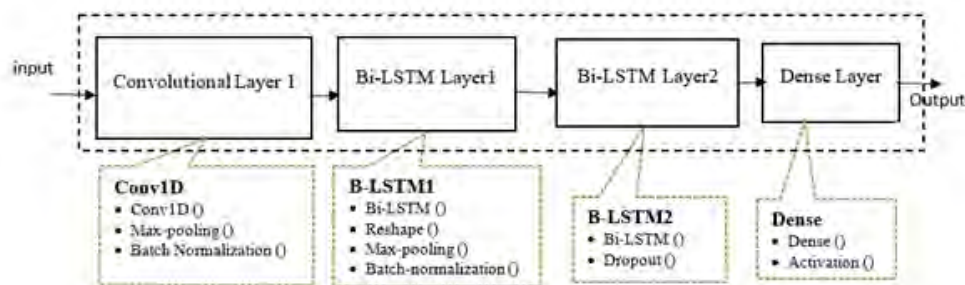 input
Convolutional Layer 1
Bi-LSTM Layer1
Bi-LSTM Layer2
Dense Layer
Output
Conv1D
▪ Conv1D ()
▪ Max-pooling ()
▪ Batch Normalization ()
B-LSTM1
▪ Bi-LSTM ()
▪ Reshape ()
▪ Max-pooling ()
▪ Batch-normalization ()
B-LSTM2
• Bi-LSTM ()
• Dropout ()
Dense
• Dense ()
• Activation ()